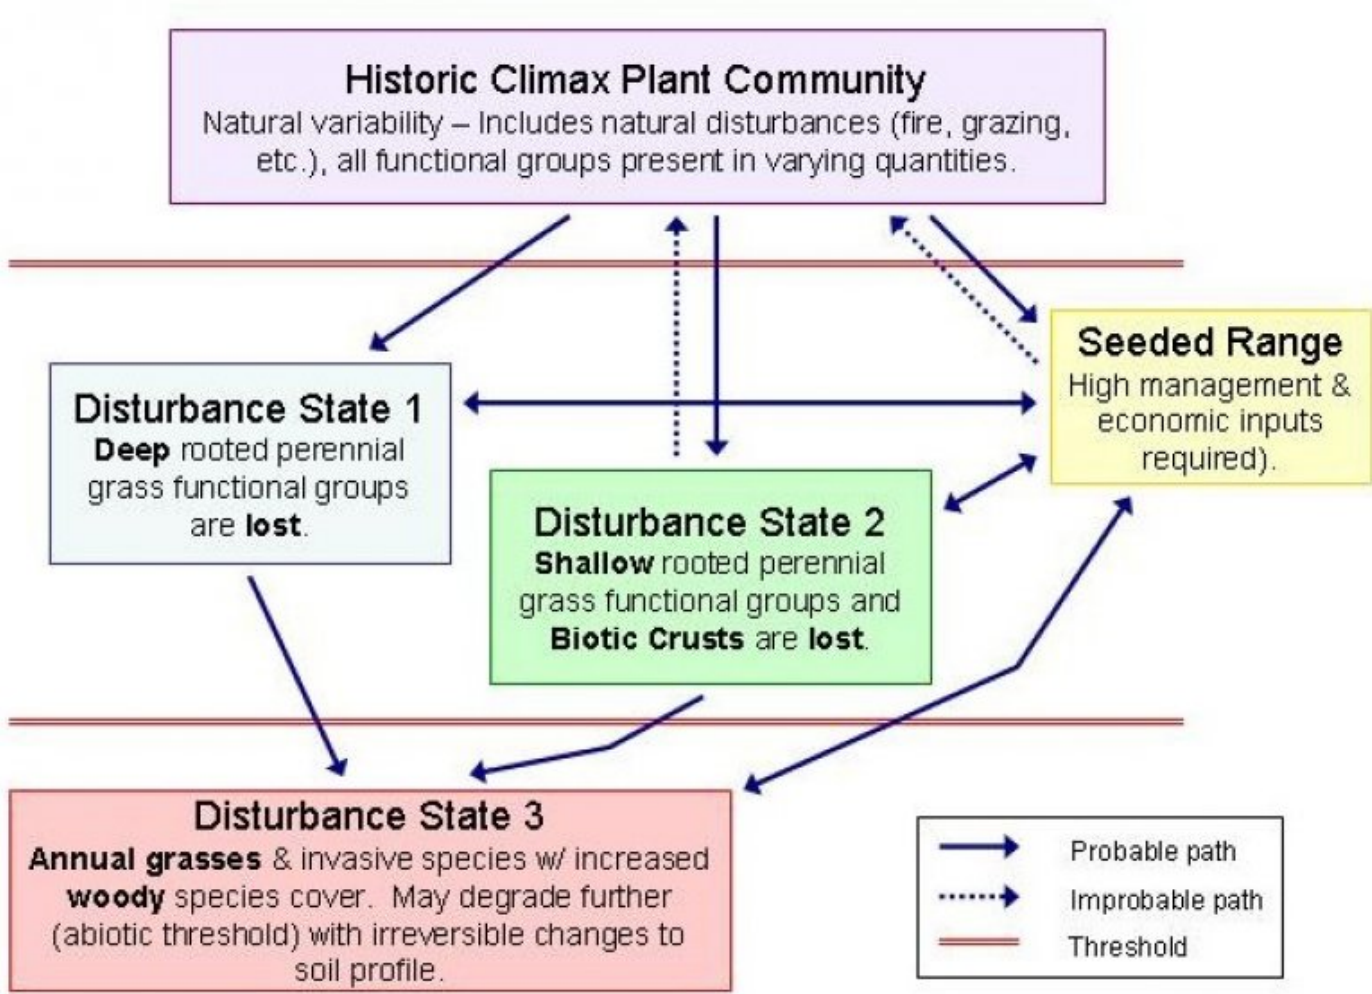 Historic Climax Plant Community
Natural variability – Includes natural disturbances (fire, grazing,
etc.), all functional groups present in varying quantities.
Seeded Range
High management &
economic inputs
required).
Disturbance State 1
Deep rooted perennial
grass functional groups
are lost.
Disturbance State 2
Shallow rooted perennial
grass functional groups and
Biotic Crusts are lost.
Disturbance State 3
Annual grasses & invasive species w/ increased
woody species cover. May degrade further
(abiotic threshold) with irreversible changes to
soil profile.
Probable path
Improbable path
Threshold